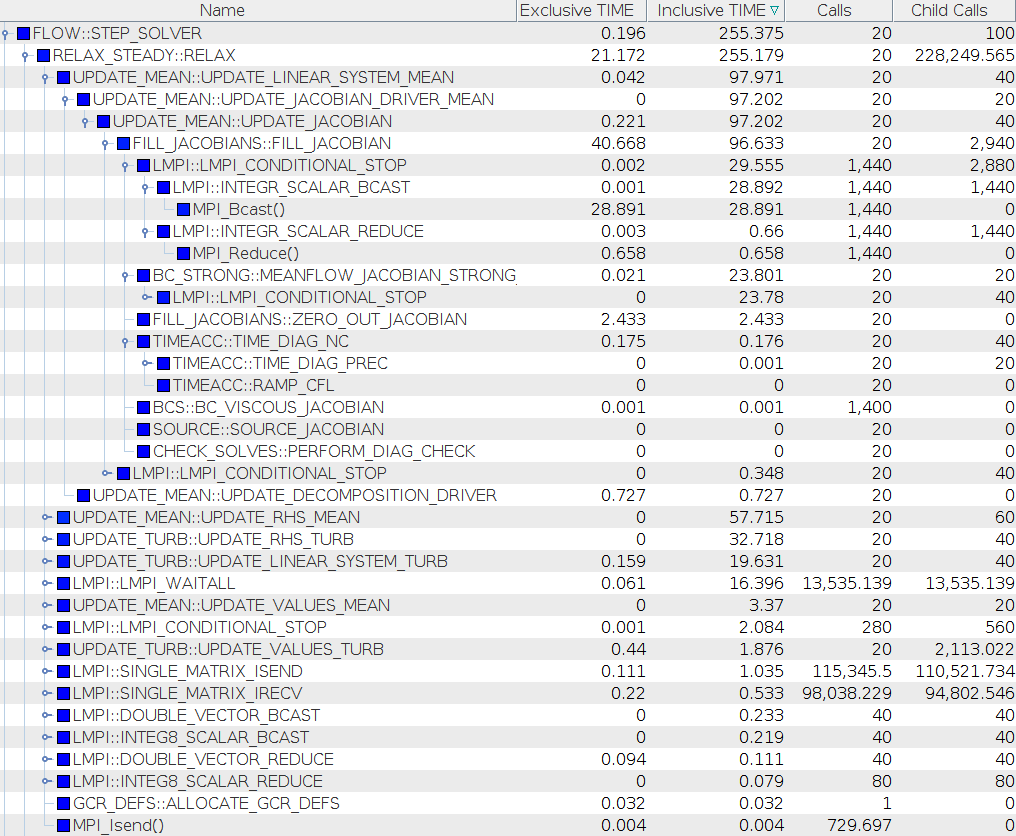 Name Exclusive TIME Inclusive TIME ▽ Calls Child Calls
FLOW::STEP_SOLVER 0.196 255.375 20 100
RELAX_STEADY::RELAX 21.172 255.179 20 228,249.565
UPDATE_MEAN::UPDATE_LINEAR_SYSTEM_MEAN 0.042 97.971 20 40
UPDATE_MEAN::UPDATE_JACOBIAN_DRIVER_MEAN 0 97.202 20 20
UPDATE_MEAN::UPDATE_JACOBIAN 0.221 97.202 20 40
FILL_JACOBIANS::FILL_JACOBIAN 40.668 96.633 20 2,940
LMPI::LMPI_CONDITIONAL_STOP 0.002 29.555 1,440 2,880
LMPI::INTEGR_SCALAR_BCAST 0.001 28.892 1,440 1,440
MPI_Bcast() 28.891 28.891 1,440 0
LMPI::INTEGR_SCALAR_REDUCE 0.003 0.66 1,440 1,440
MPI_Reduce() 0.658 0.658 1,440 0
BC_STRONG::MEANFLOW_JACOBIAN_STRONG 0.021 23.801 20 20
LMPI::LMPI_CONDITIONAL_STOP 0 23.78 20 40
FILL_JACOBIANS::ZERO_OUT_JACOBIAN 2.433 2.433 20 0
TIMEACC::TIME_DIAG_NC 0.175 0.176 20 40
TIMEACC::TIME_DIAG_PREC 0 0.001 20 20
TIMEACC::RAMP_CFL 0 0 20 0
BCS::BC_VISCOUS_JACOBIAN 0.001 0.001 1,400 0
SOURCE::SOURCE_JACOBIAN 0 0 20 0
CHECK_SOLVES::PERFORM_DIAG_CHECK 0 0 20 0
LMPI::LMPI_CONDITIONAL_STOP 0 0.348 20 40
UPDATE_MEAN::UPDATE_DECOMPOSITION_DRIVER 0.727 0.727 20 0
UPDATE_MEAN::UPDATE_RHS_MEAN 0 57.715 20 60
UPDATE_TURB::UPDATE_RHS_TURB 0 32.718 20 40
UPDATE_TURB::UPDATE_LINEAR_SYSTEM_TURB 0.159 19.631 20 40
LMPI::LMPI_WAITALL 0.061 16.396 13,535.139 13,535.139
UPDATE_MEAN::UPDATE_VALUES_MEAN 0 3.37 20 20
LMPI::LMPI_CONDITIONAL_STOP 0.001 2.084 280 560
UPDATE_TURB::UPDATE_VALUES_TURB 0.44 1.876 20 2,113.022
LMPI::SINGLE_MATRIX_ISEND 0.111 1.035 115,345.5 110,521.734
LMPI::SINGLE_MATRIX_IRECV 0.22 0.533 98,038.229 94,802.546
LMPI::DOUBLE_VECTOR_BCAST 0 0.233 40 40
LMPI::INTEG8_SCALAR_BCAST 0 0.219 40 40
LMPI::DOUBLE_VECTOR_REDUCE 0.094 0.111 40 40
LMPI::INTEG8_SCALAR_REDUCE 0 0.079 80 80
GCR_DEFS::ALLOCATE_GCR_DEFS 0.032 0.032 1 0
MPI_Isend() 0.004 0.004 729.697 0